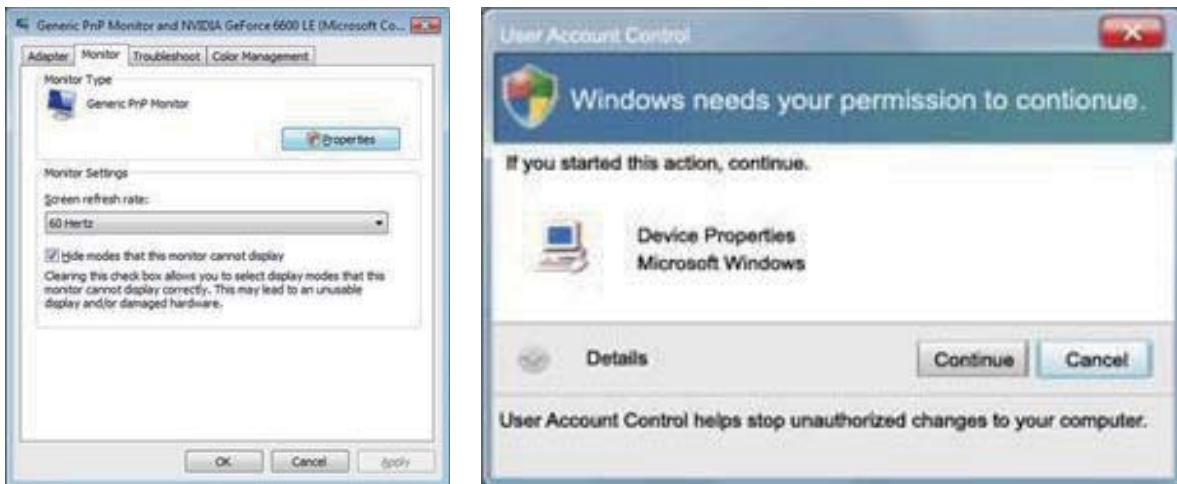 Generic PnP Monitor and NVIDIA GeForce 6600 LE (Microsoft Co...
Adapter Monitor Troubleshoot Color Management
Monitor Type
Generic PnP Monitor
Properties
Monitor Settings
Screen refresh rate:
60 Hertz
Hide modes that this monitor cannot display
Clearing this check box allows you to select display modes that this
monitor cannot display correctly. This may lead to an unusable
display and/or damaged hardware.
OK Cancel Apply
User Account Control
Windows needs your permission to contionue.
If you started this action, continue.
Device Properties
Microsoft Windows
Details Continue Cancel
User Account Control helps stop unauthorized changes to your computer.